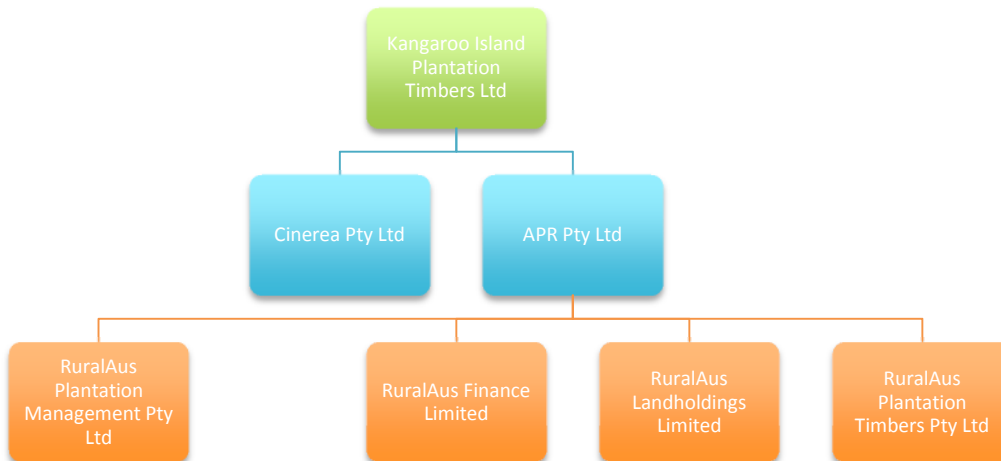 Kangaroo Island
Plantation
Timbers Ltd
Cinerea Pty Ltd
APR Pty Ltd
RuralAus
Plantation
Management Pty
Ltd
RuralAus Finance
Limited
RuralAus
Landholdings
Limited
RuralAus
Plantation
Timbers Pty Ltd